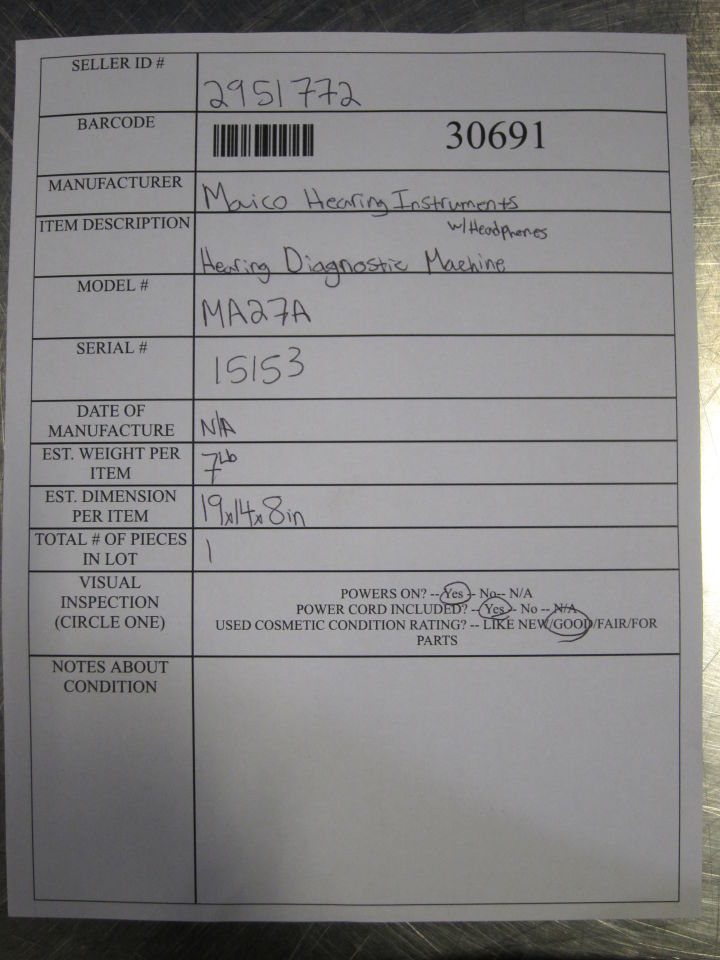 SELLER ID #
2951772
BARCODE
30691
MANUFACTURER
Maico Hearing Instruments
ITEM DESCRIPTION
w/Headphones
Hearing Diagnostic Machine
MODEL #
MA27A
SERIAL #
15153
DATE OF
MANUFACTURE
N/A
EST. WEIGHT PER
ITEM
7Lb
EST. DIMENSION
PER ITEM
19x14x8in
TOTAL # OF PIECES
IN LOT
1
VISUAL
INSPECTION
(CIRCLE ONE)
POWERS ON? -- Yes -- No-- N/A
POWER CORD INCLUDED? -- Yes -- No -- N/A
USED COSMETIC CONDITION RATING? -- LIKE NEW/GOOD/FAIR/FOR
PARTS
NOTES ABOUT
CONDITION